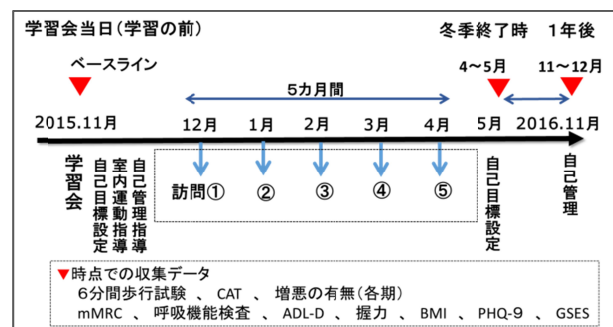 学習会当日(学習の前)
冬季終了時 1年後
ベースライン
4〜5月
11〜12月
5カ月間
2015.11月
12月
1月
2月
3月
4月
5月
2016.11月
学習会
自己目標設定
室内運動指導
自己管理指導
訪問①
②
③
④
⑤
自己目標設定
自己管理
▼時点での収集データ
6分間歩行試験 、 CAT 、 増悪の有無(各期)
mMRC 、 呼吸機能検査 、 ADL-D 、 握力 、 BMI 、 PHQ-9 、 GSES